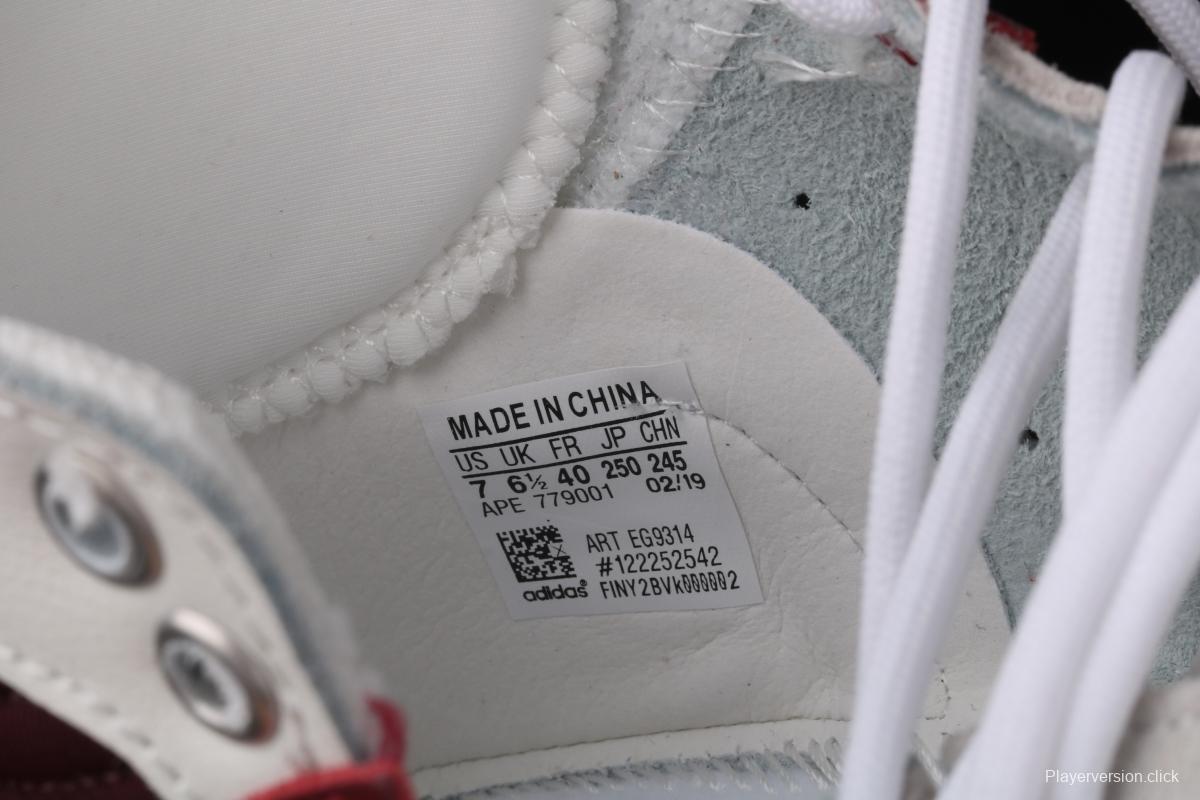 MADE IN CHINA
US UK FR JP CHN
7 6½ 40 250 245
APE 779001 02/19
ART EG9314
#122252542
FINY2BVk000002
adidas®
Playerversion.click